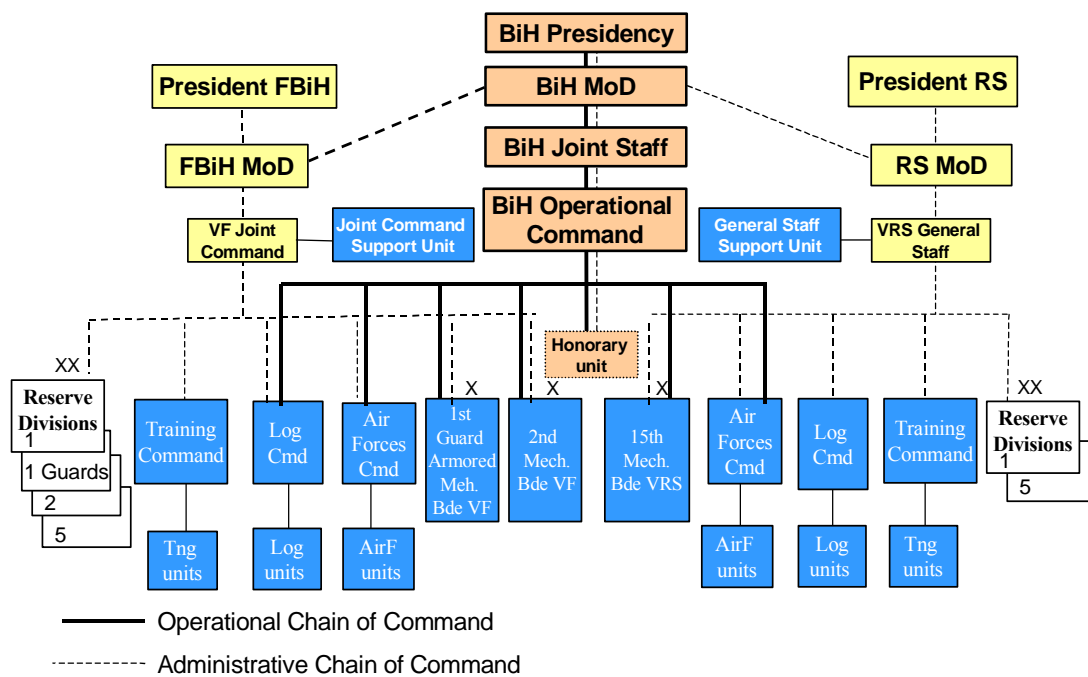 BiH Presidency
President FBiH
BiH MoD
President RS
FBiH MoD
BiH Joint Staff
RS MoD
VF Joint
Command
Joint Command
Support Unit
BiH Operational
Command
General Staff
Support Unit
VRS General
Staff
Honorary
unit
XX
Reserve
Divisions
1
1 Guards
2
5
Training
Command
Log
Cmd
Air
Forces
Cmd
X
1st
Guard
Armored
Meh.
Bde VF
X
2nd
Mech.
Bde VF
X
15th
Mech.
Bde VRS
Air
Forces
Cmd
Log
Cmd
Training
Command
XX
Reserve
Divisions
1
5
Tng
units
Log
units
AirF
units
AirF
units
Log
units
Tng
units
Operational Chain of Command
Administrative Chain of Command